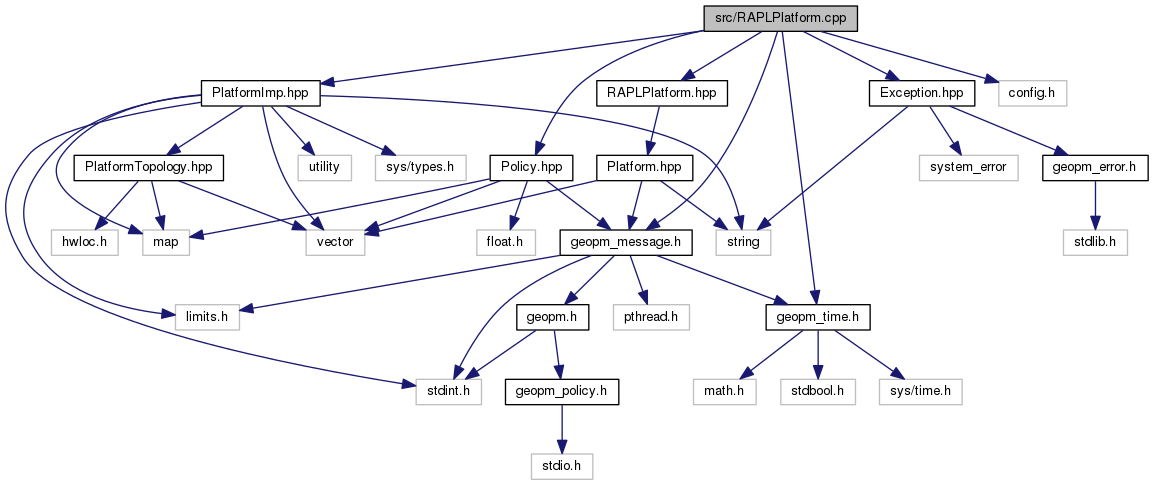 src/RAPLPlatform.cpp
PlatformImp.hpp
RAPLPlatform.hpp
Exception.hpp
config.h
PlatformTopology.hpp
utility
sys/types.h
Policy.hpp
Platform.hpp
system_error
geopm_error.h
hwloc.h
map
vector
float.h
geopm_message.h
string
stdlib.h
limits.h
geopm.h
pthread.h
geopm_time.h
stdint.h
geopm_policy.h
math.h
stdbool.h
sys/time.h
stdio.h